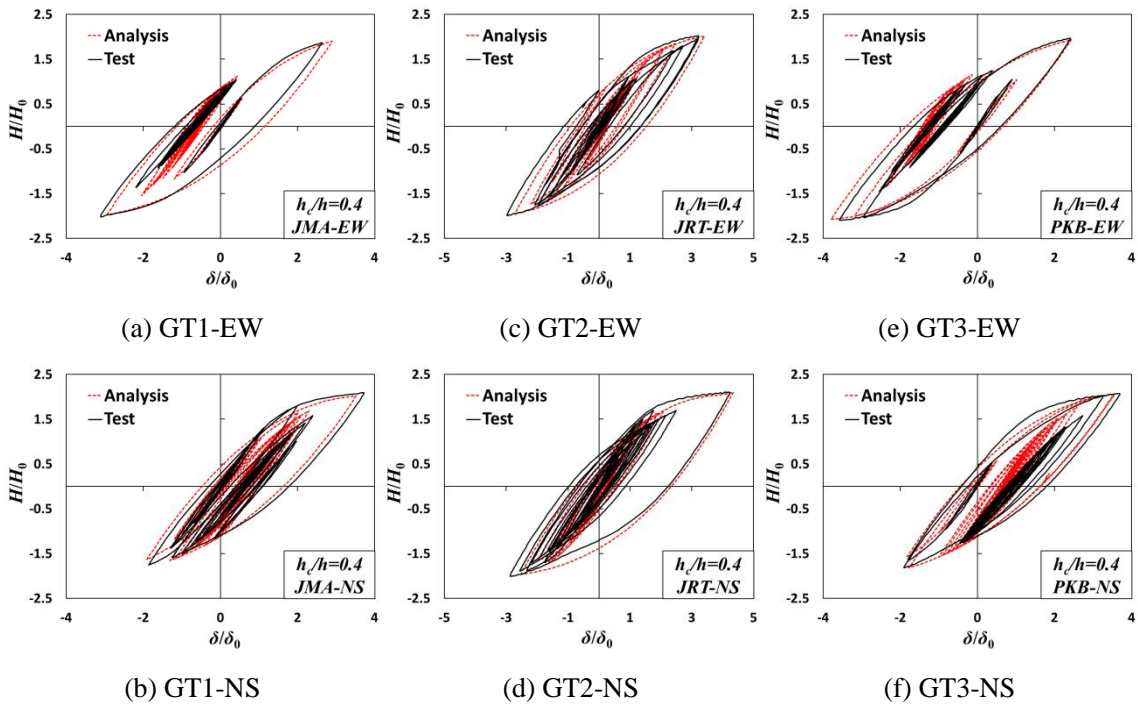 2.5
1.5
0.5
-0.5
-1.5
-2.5
H/H₀
Analysis
Test
h_c/h=0.4
JMA-EW
-4 -2 0 2 4
δ/δ₀
(a) GT1-EW
2.5
1.5
0.5
-0.5
-1.5
-2.5
H/H₀
Analysis
Test
h_c/h=0.4
JRT-EW
-5 -3 -1 1 3 5
δ/δ₀
(c) GT2-EW
2.5
1.5
0.5
-0.5
-1.5
-2.5
H/H₀
Analysis
Test
h_c/h=0.4
PKB-EW
-4 -2 0 2 4
δ/δ₀
(e) GT3-EW
2.5
1.5
0.5
-0.5
-1.5
-2.5
H/H₀
Analysis
Test
h_c/h=0.4
JMA-NS
-4 -2 0 2 4
δ/δ₀
(b) GT1-NS
2.5
1.5
0.5
-0.5
-1.5
-2.5
H/H₀
Analysis
Test
h_c/h=0.4
JRT-NS
-5 -3 -1 1 3 5
δ/δ₀
(d) GT2-NS
2.5
1.5
0.5
-0.5
-1.5
-2.5
H/H₀
Analysis
Test
h_c/h=0.4
PKB-NS
-4 -2 0 2 4
δ/δ₀
(f) GT3-NS